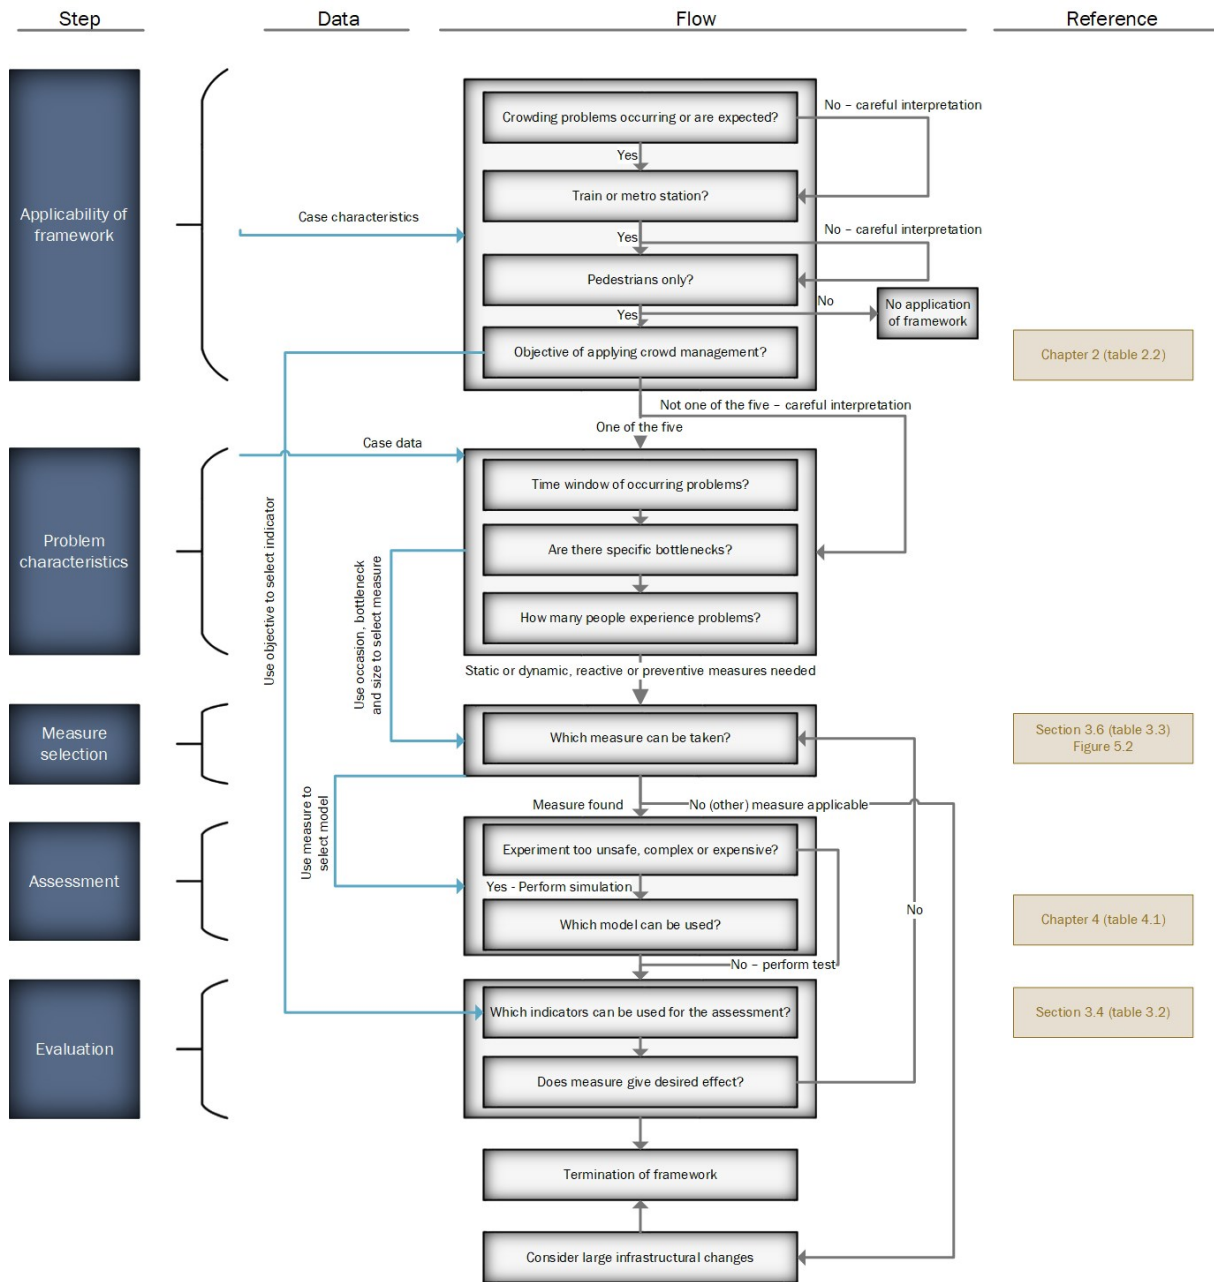 Step
Data
Flow
Reference
Applicability of
framework
Case characteristics
Crowding problems occurring or are expected?
No – careful interpretation
Yes
Train or metro station?
Yes
No – careful interpretation
Pedestrians only?
Yes
No
No application
of framework
Objective of applying crowd management?
Chapter 2 (table 2.2)
Not one of the five – careful interpretation
One of the five
Problem
characteristics
Case data
Time window of occurring problems?
Are there specific bottlenecks?
How many people experience problems?
Use objective to select indicator
Use occasion, bottleneck
and size to select measure
Static or dynamic, reactive or preventive measures needed
Measure
selection
Which measure can be taken?
Section 3.6 (table 3.3)
Figure 5.2
Measure found
No (other) measure applicable
Use measure to
select model
Assessment
Experiment too unsafe, complex or expensive?
Yes - Perform simulation
Which model can be used?
No
Chapter 4 (table 4.1)
No – perform test
Evaluation
Which indicators can be used for the assessment?
Section 3.4 (table 3.2)
Does measure give desired effect?
Termination of framework
Consider large infrastructural changes